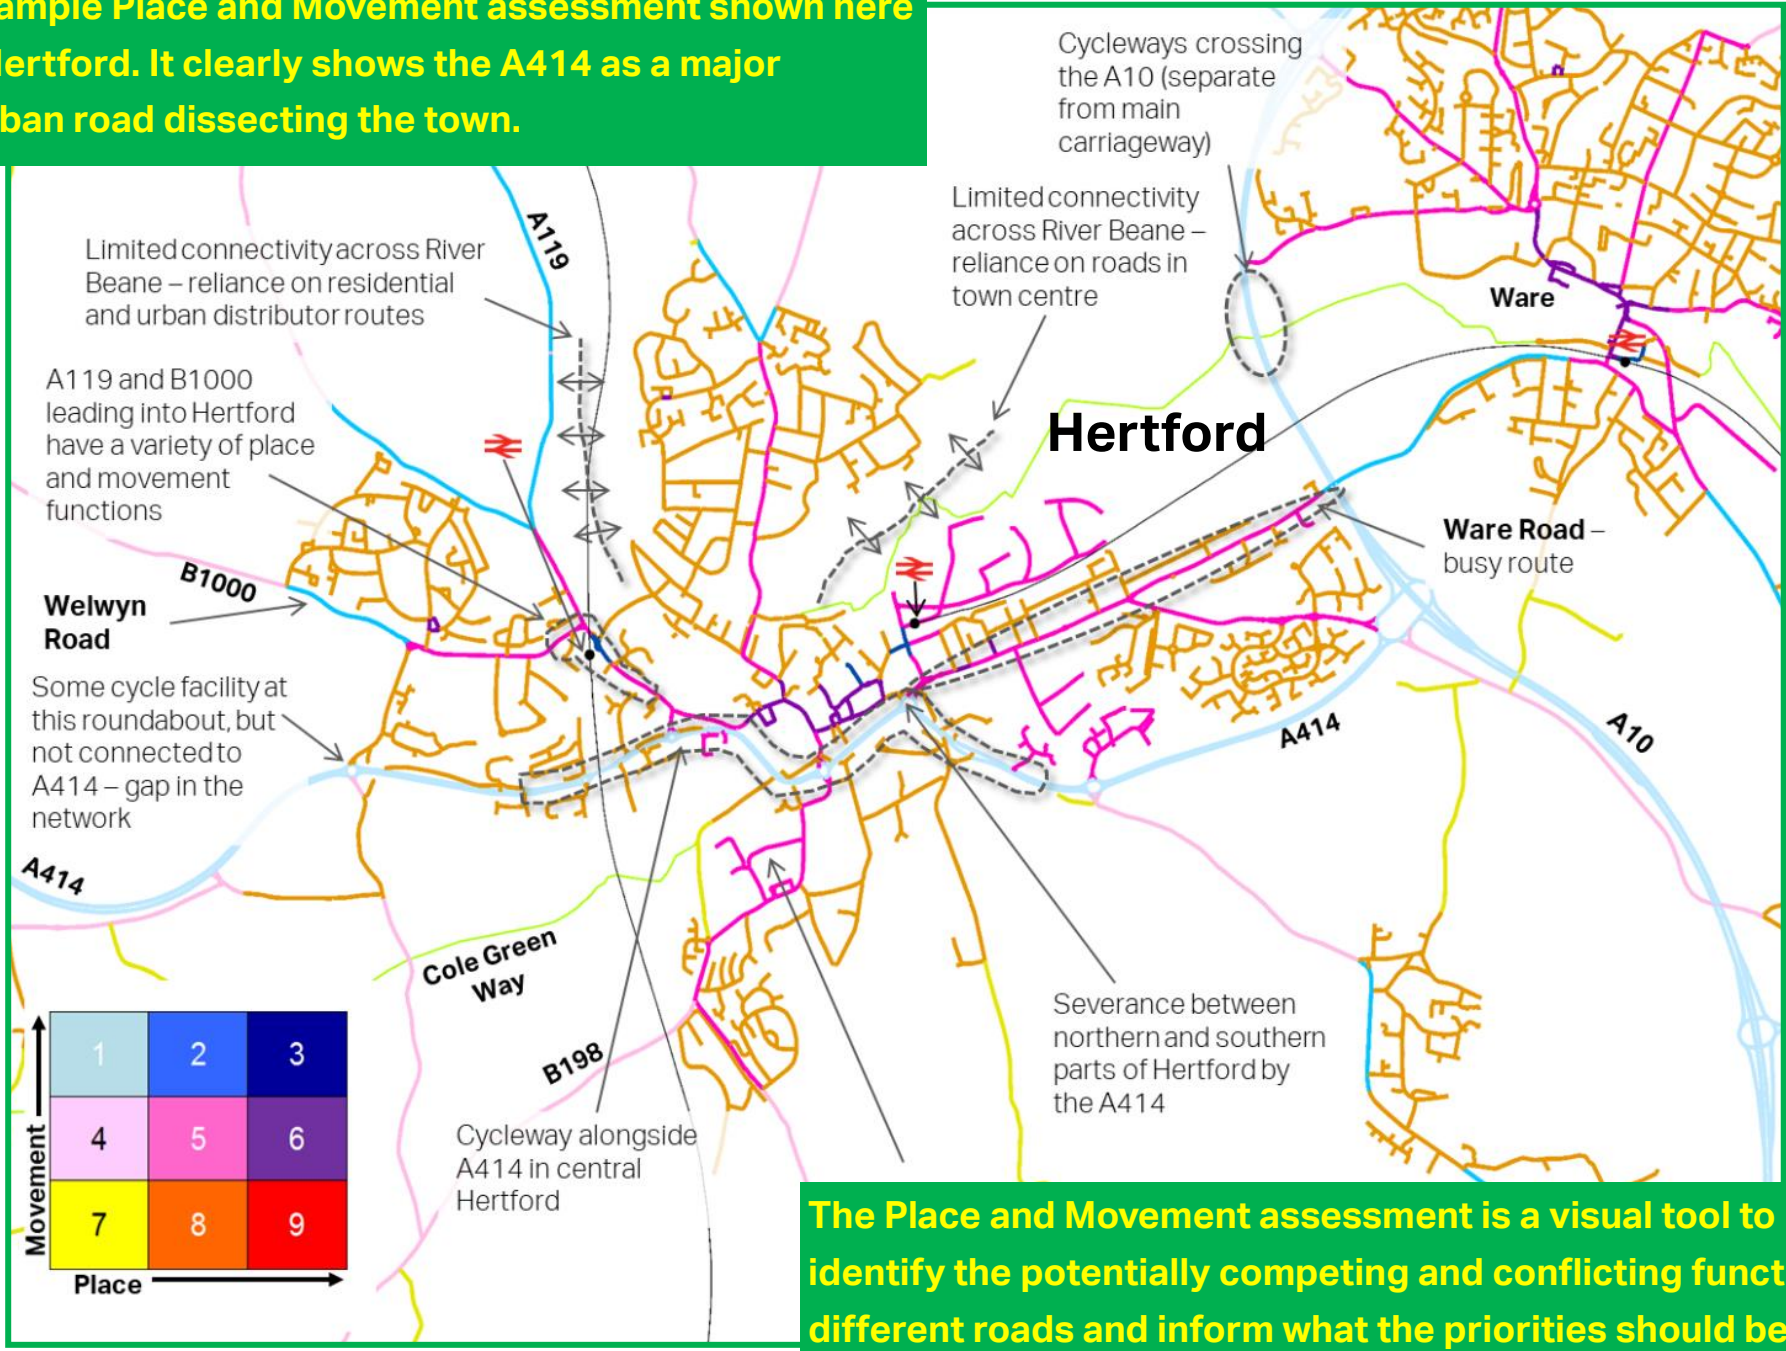 ample Place and Movement assessment shown here
Hertford. It clearly shows the A414 as a major
ban road dissecting the town.
Cycleways crossing
the A10 (separate
from main
carriageway)
Limited connectivity
across River Beane –
reliance on roads in
town centre
A119
Limited connectivity across River
Beane – reliance on residential
and urban distributor routes
Ware
A119 and B1000
leading into Hertford
have a variety of place
and movement
functions
Hertford
Ware Road –
busy route
B1000
Welwyn
Road
Some cycle facility at
this roundabout, but
not connected to
A414 – gap in the
network
A414
A10
A414
Cole Green
Way
Severance between
northern and southern
parts of Hertford by
the A414
B198
Cycleway alongside
A414 in central
Hertford
Movement
1 2 3
4 5 6
7 8 9
Place
The Place and Movement assessment is a visual tool to
identify the potentially competing and conflicting funct
different roads and inform what the priorities should be